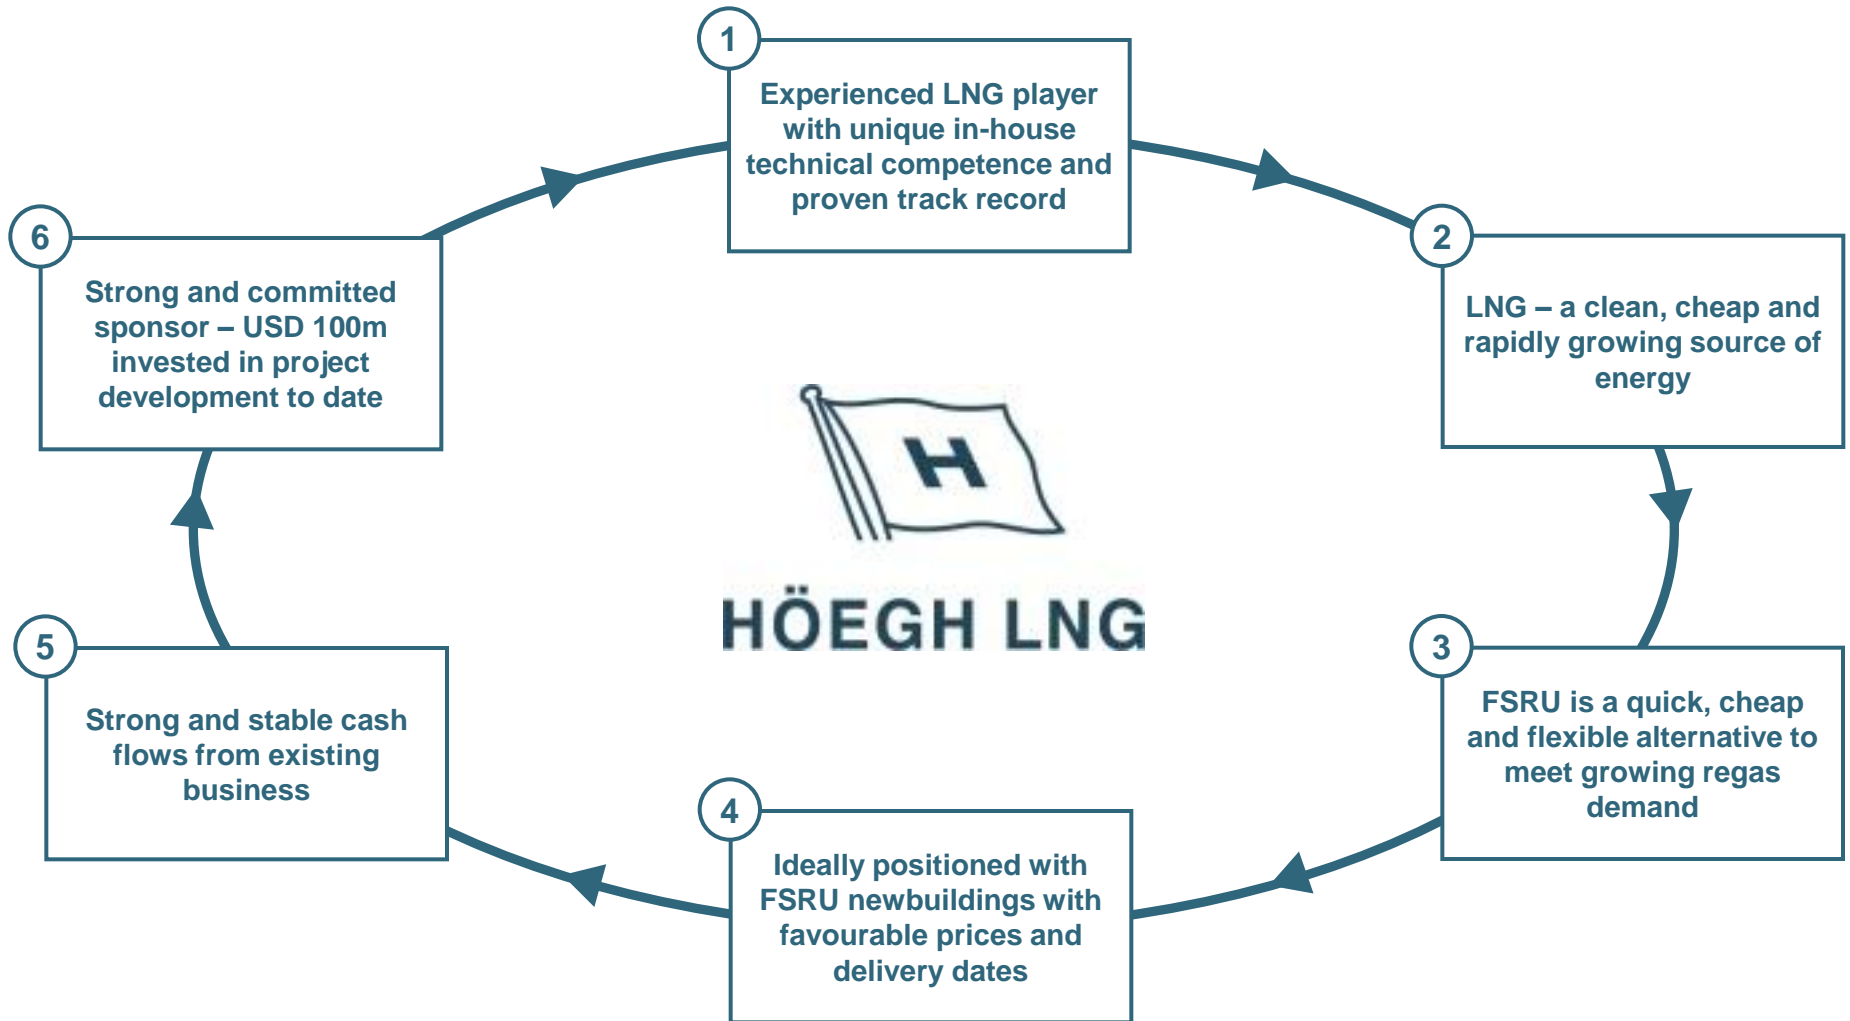 1
Experienced LNG player
with unique in-house
technical competence and
proven track record
2
LNG – a clean, cheap and
rapidly growing source of
energy
3
FSRU is a quick, cheap
and flexible alternative to
meet growing regas
demand
4
Ideally positioned with
FSRU newbuildings with
favourable prices and
delivery dates
5
Strong and stable cash
flows from existing
business
6
Strong and committed
sponsor – USD 100m
invested in project
development to date
H
HÖEGH LNG